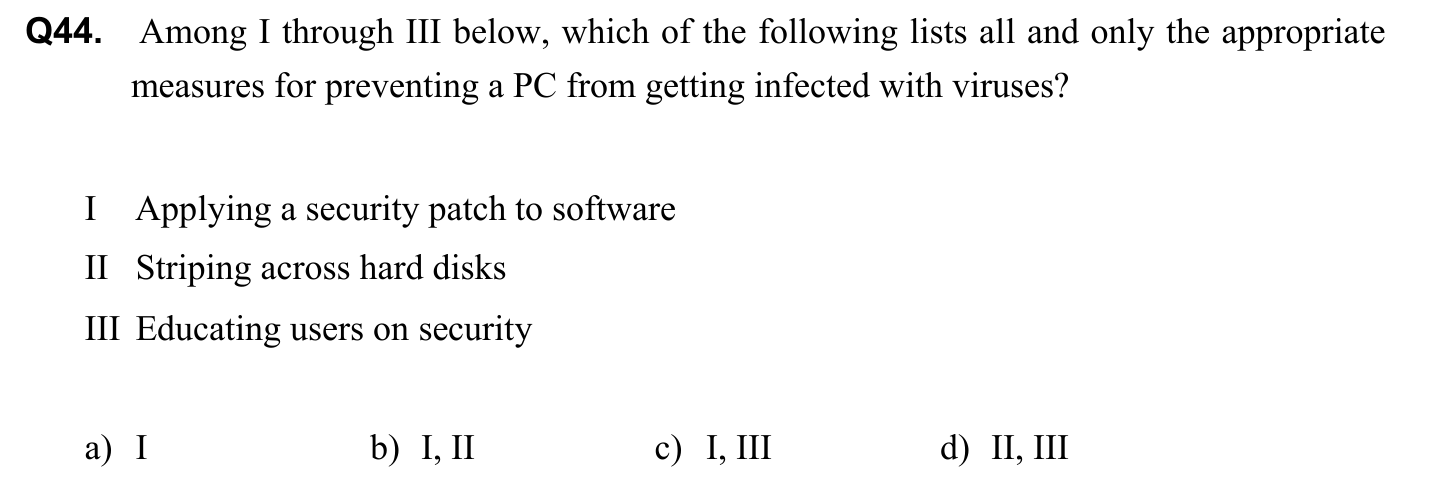 Q44. Among I through III below, which of the following lists all and only the appropriate
measures for preventing a PC from getting infected with viruses?
I Applying a security patch to software
II Striping across hard disks
III Educating users on security
a) I b) I, II c) I, III d) II, III